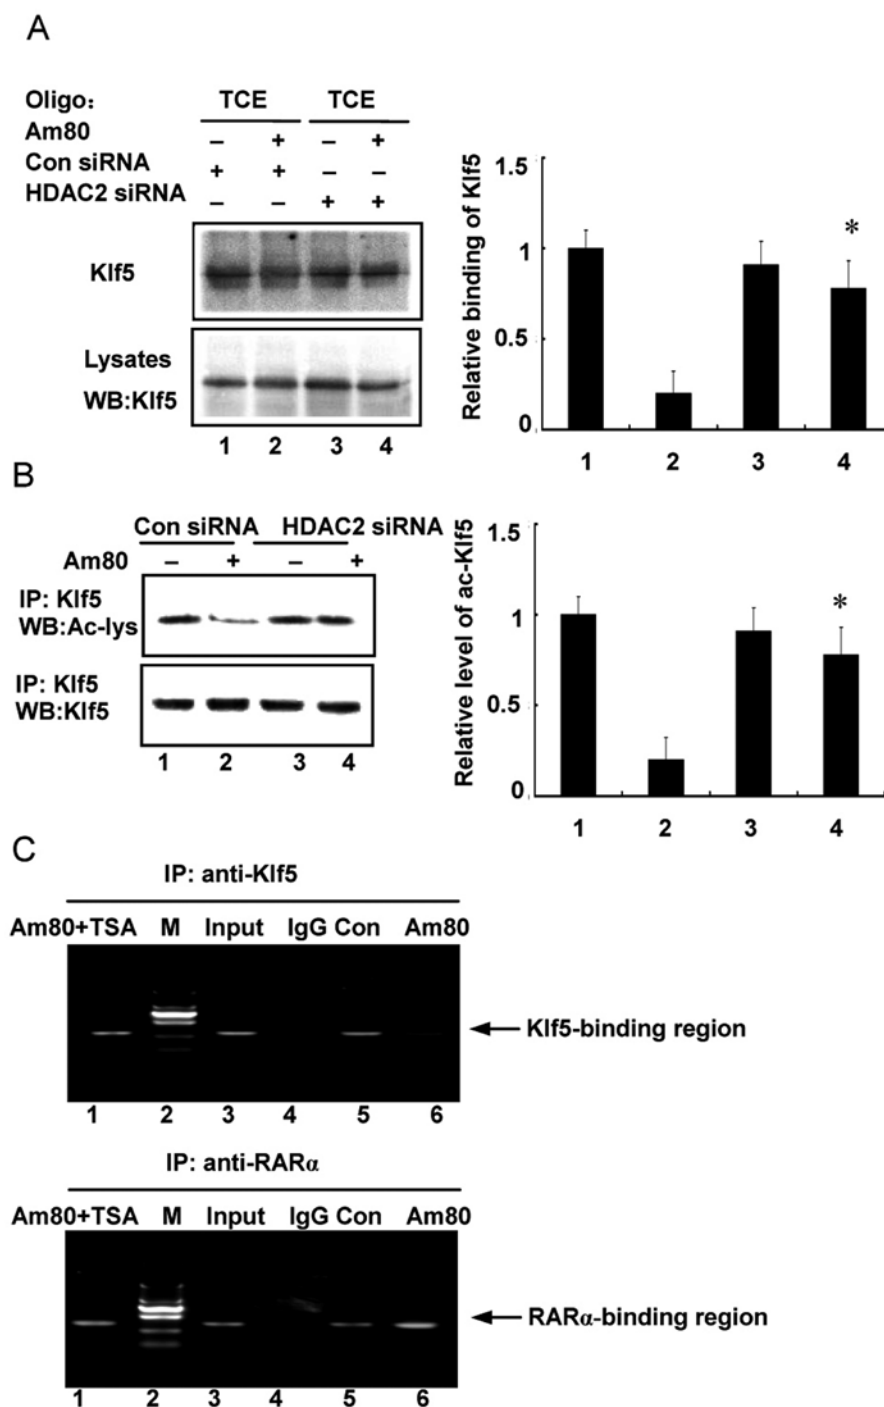 A
Oligo: TCE TCE
Am80 – + – +
Con siRNA + + – –
HDAC2 siRNA – – + +
Klf5
Lysates
WB:Klf5
1 2 3 4
Relative binding of Klf5
1.5
1
0.5
0
1 2 3 4
*
B
Con siRNA HDAC2 siRNA
Am80 – + – +
IP: Klf5
WB:Ac-lys
IP: Klf5
WB:Klf5
1 2 3 4
Relative level of ac-Klf5
1.5
1
0.5
0
1 2 3 4
*
C
IP: anti-Klf5
Am80+TSA M Input IgG Con Am80
Klf5-binding region
1 2 3 4 5 6
IP: anti-RARα
Am80+TSA M Input IgG Con Am80
RARα-binding region
1 2 3 4 5 6